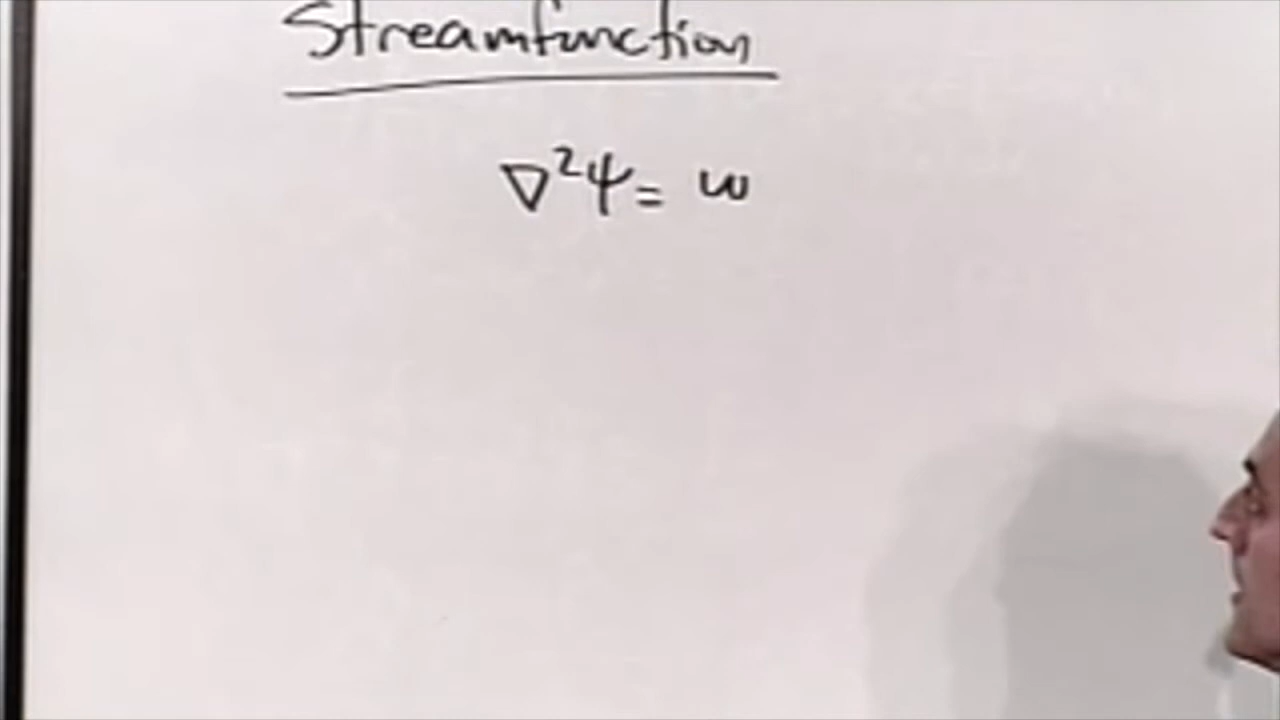 Streamfunction
∇²ψ = ω